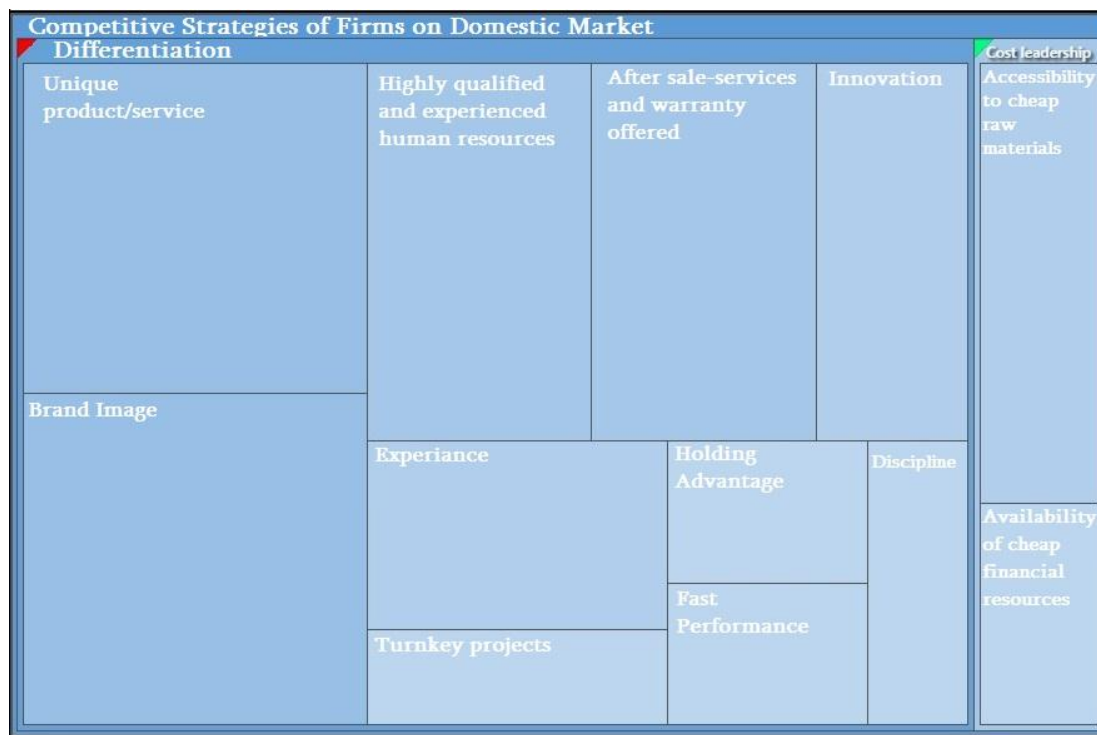 Competitive Strategies of Firms on Domestic Market
Differentiation
Unique
product/service
Highly qualified
and experienced
human resources
After sale-services
and warranty
offered
Innovation
Brand Image
Experiance
Holding
Advantage
Discipline
Fast
Performance
Turnkey projects
Cost leadership
Accessibility
to cheap
raw
materials
Availability
of cheap
financial
resources